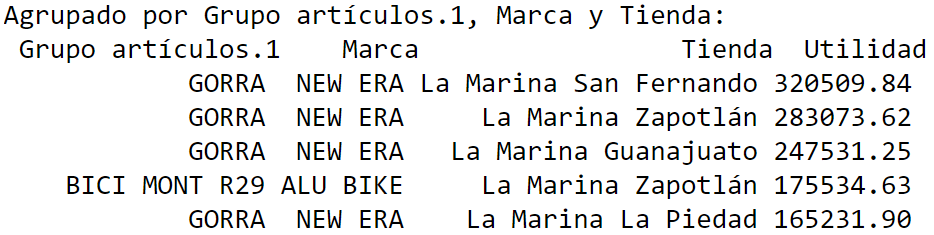 Agrupado por Grupo artículos.1, Marca y Tienda:
Grupo artículos.1 Marca Tienda Utilidad
GORRA NEW ERA La Marina San Fernando 320509.84
GORRA NEW ERA La Marina Zapotlán 283073.62
GORRA NEW ERA La Marina Guanajuato 247531.25
BICI MONT R29 ALU BIKE La Marina Zapotlán 175534.63
GORRA NEW ERA La Marina La Piedad 165231.90